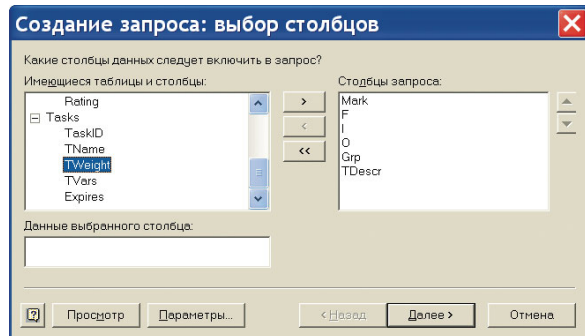 Создание запроса: выбор столбцов
Какие столбцы данных следует включить в запрос?
Имеющиеся таблицы и столбцы:
Столбцы запроса:
Rating
Tasks
TaskID
TName
TWeight
TVars
Expires
>
<
<<
Mark
F
I
O
Grp
TDescr
Данные выбранного столбца:
Просмотр
Параметры...
< Назад
Далее >
Отмена